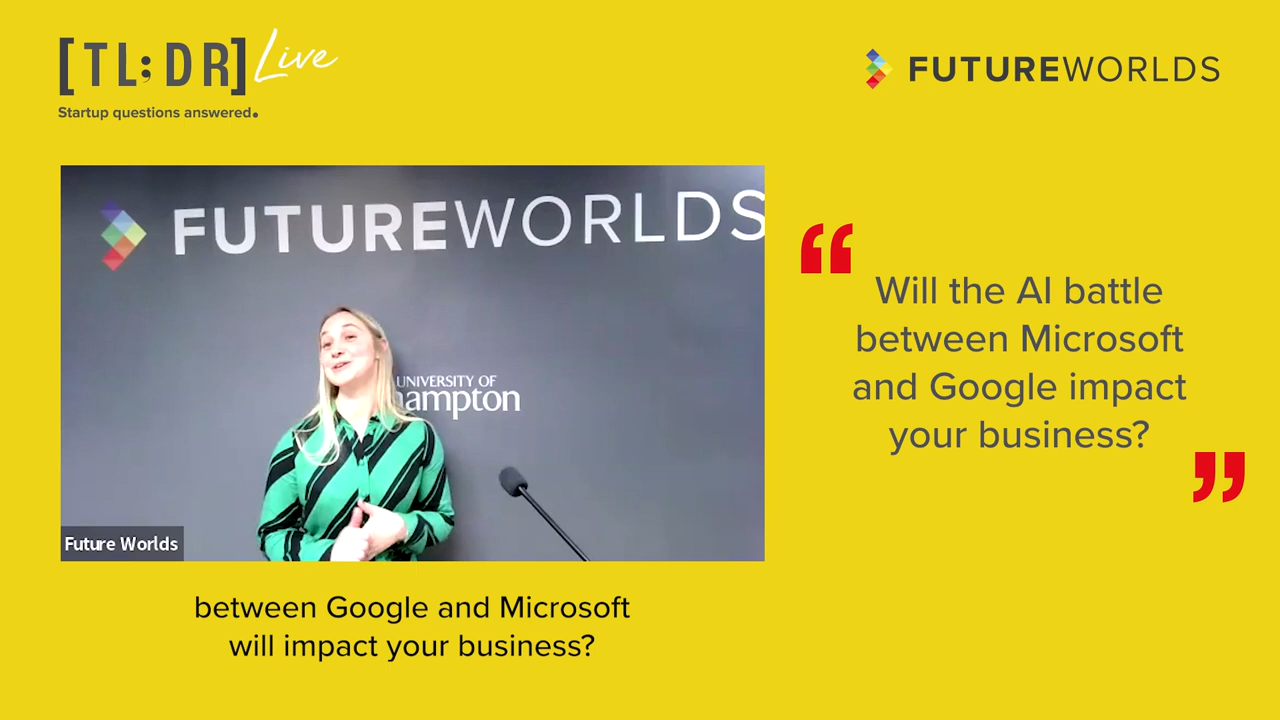 [TL;DR] Live
Startup questions answered.
FUTUREWORLDS
FUTUREWORLDS
UNIVERSITY OF
hampton
Future Worlds
“
Will the AI battle
between Microsoft
and Google impact
your business?
”
between Google and Microsoft
will impact your business?